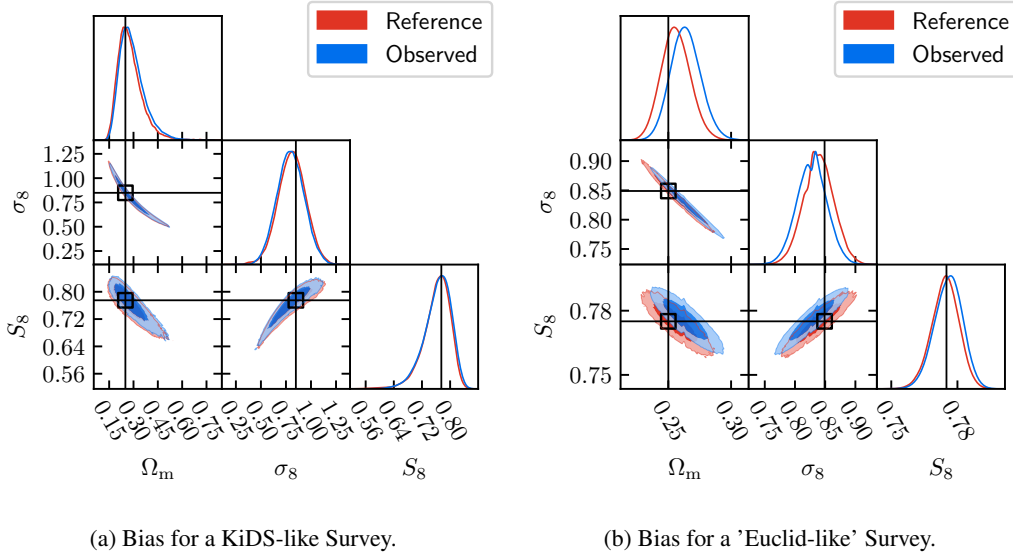 Reference
Observed
1.25
1.00
0.75
0.50
0.25
σ8
0.80
0.72
0.64
0.56
S8
0.15
0.30
0.45
0.60
0.75
0.25
0.50
0.75
1.00
1.25
0.56
0.64
0.72
0.80
Ωm
σ8
S8
(a) Bias for a KiDS-like Survey.
Reference
Observed
0.90
0.85
0.80
0.75
σ8
0.78
0.75
S8
0.25
0.30
0.75
0.80
0.85
0.90
0.75
0.78
Ωm
σ8
S8
(b) Bias for a 'Euclid-like' Survey.